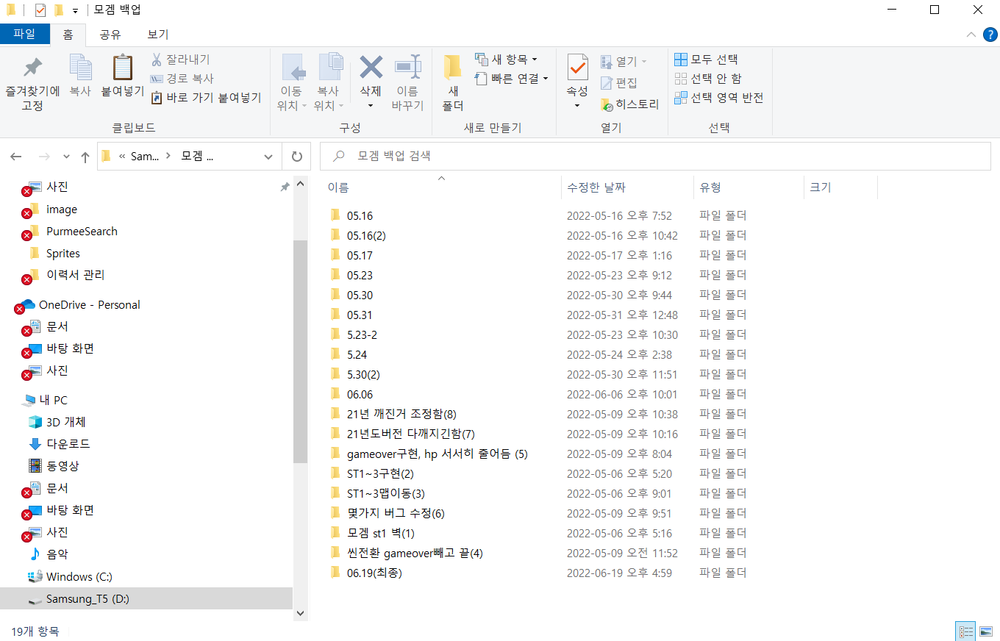 모겜 백업
파일 홈 공유 보기
즐겨찾기에 고정
복사
붙여넣기
잘라내기
경로 복사
바로 가기 붙여넣기
클립보드
이동 위치
복사 위치
삭제
이름 바꾸기
구성
새 폴더
새 항목
빠른 연결
새로 만들기
속성
열기
편집
히스토리
열기
모두 선택
선택 안 함
선택 영역 반전
선택
« Sam... > 모겜 ...
모겜 백업 검색
사진
image
PurmeeSearch
Sprites
이력서 관리
OneDrive - Personal
문서
바탕 화면
사진
내 PC
3D 개체
다운로드
동영상
문서
바탕 화면
사진
음악
Windows (C:)
Samsung_T5 (D:)
이름 수정한 날짜 유형 크기
05.16 2022-05-16 오후 7:52 파일 폴더
05.16(2) 2022-05-16 오후 10:42 파일 폴더
05.17 2022-05-17 오후 1:16 파일 폴더
05.23 2022-05-23 오후 9:12 파일 폴더
05.30 2022-05-30 오후 9:44 파일 폴더
05.31 2022-05-31 오후 12:48 파일 폴더
5.23-2 2022-05-23 오후 10:30 파일 폴더
5.24 2022-05-24 오후 2:38 파일 폴더
5.30(2) 2022-05-30 오후 11:51 파일 폴더
06.06 2022-06-06 오후 10:01 파일 폴더
21년 깨진거 조정함(8) 2022-05-09 오후 10:38 파일 폴더
21년도버전 다깨지긴함(7) 2022-05-09 오후 10:16 파일 폴더
gameover구현, hp 서서히 줄어듬 (5) 2022-05-09 오후 8:04 파일 폴더
ST1~3구현(2) 2022-05-06 오후 5:20 파일 폴더
ST1~3맵이동(3) 2022-05-06 오후 9:01 파일 폴더
몇가지 버그 수정(6) 2022-05-09 오후 9:51 파일 폴더
모겜 st1 벽(1) 2022-05-06 오후 5:16 파일 폴더
씬전환 gameover빼고 끝(4) 2022-05-09 오전 11:52 파일 폴더
06.19(최종) 2022-06-19 오후 4:59 파일 폴더
19개 항목